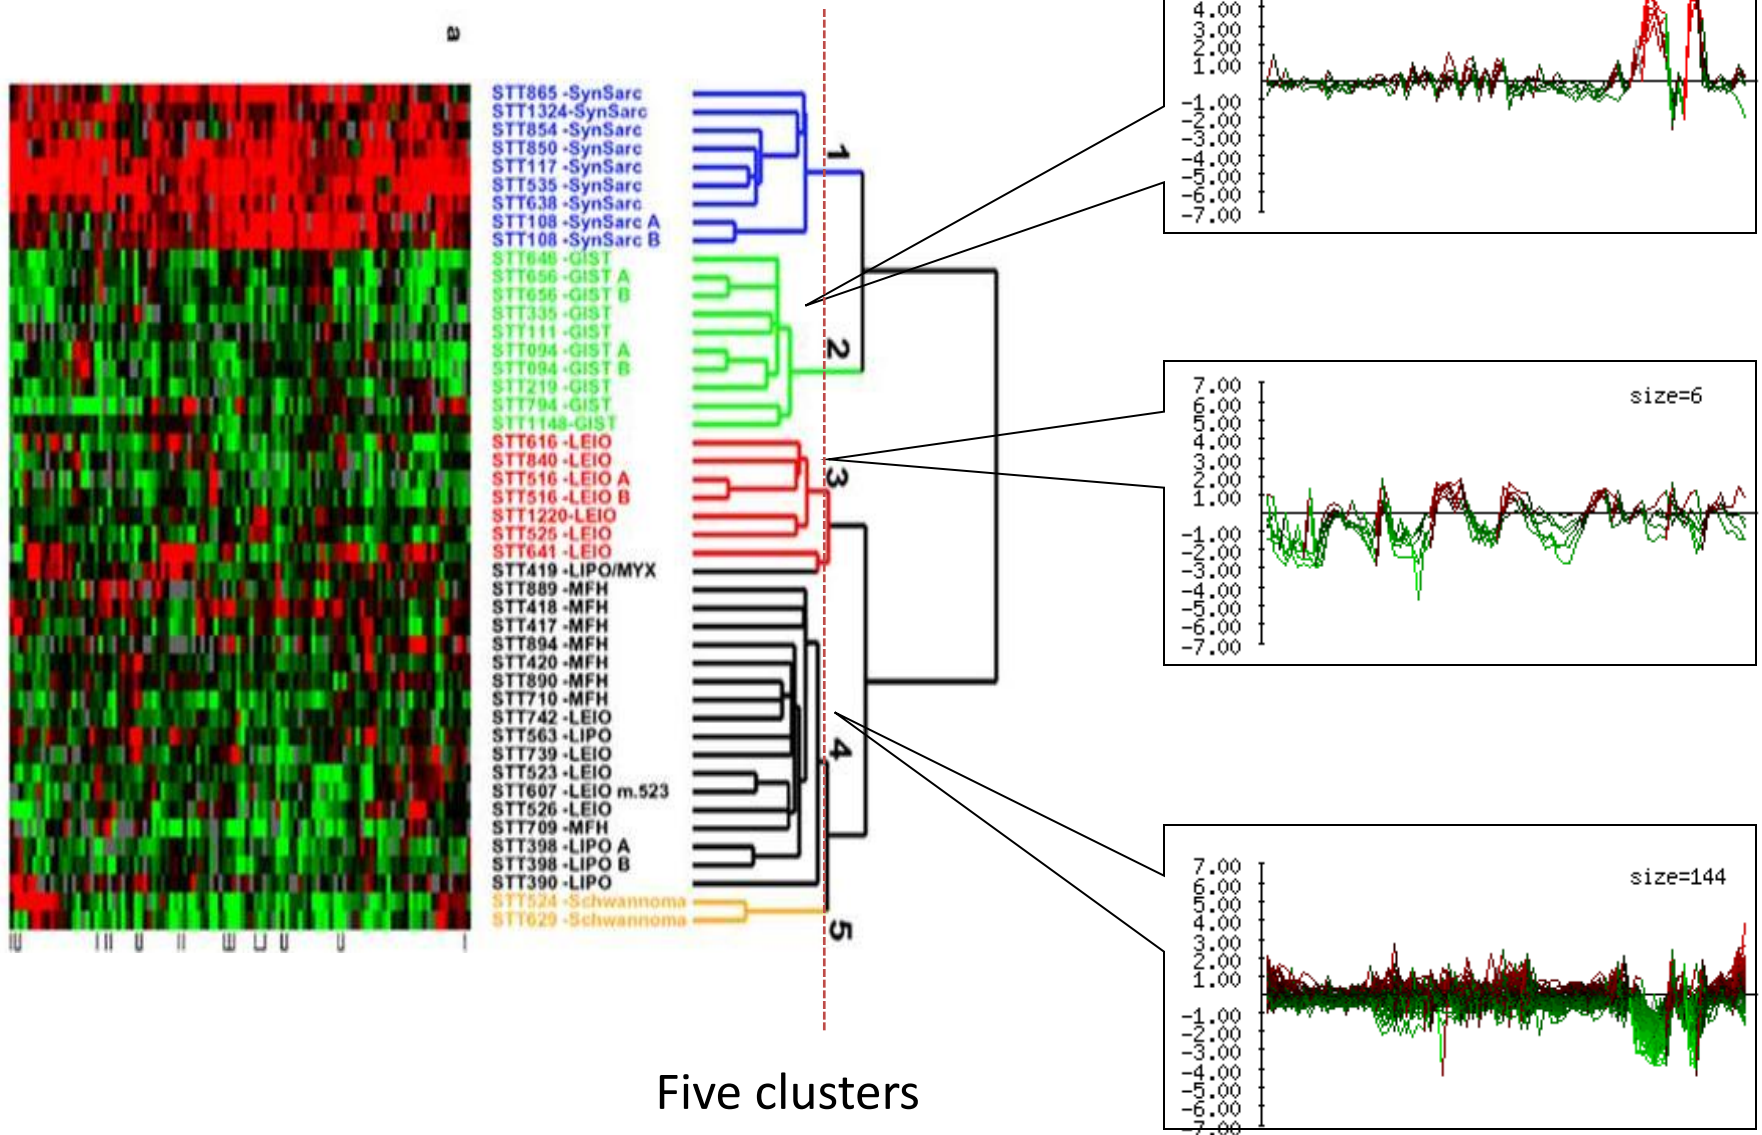 a
STT865 -SynSarc
STT1324-SynSarc
STT854 -SynSarc
STT850 -SynSarc
STT117 -SynSarc
STT535 -SynSarc
STT638 -SynSarc
STT108 -SynSarc A
STT108 -SynSarc B
STT648 -GIST
STT656 -GIST A
STT656 -GIST B
STT335 -GIST
STT111 -GIST
STT094 -GIST A
STT094 -GIST B
STT219 -GIST
STT794 -GIST
STT1148-GIST
STT616 -LEIO
STT840 -LEIO
STT516 -LEIO A
STT516 -LEIO B
STT1220-LEIO
STT525 -LEIO
STT641 -LEIO
STT419 -LIPO/MYX
STT889 -MFH
STT418 -MFH
STT417 -MFH
STT894 -MFH
STT420 -MFH
STT890 -MFH
STT710 -MFH
STT742 -LEIO
STT563 -LIPO
STT739 -LEIO
STT523 -LEIO
STT607 -LEIO m.523
STT526 -LEIO
STT709 -MFH
STT398 -LIPO A
STT398 -LIPO B
STT390 -LIPO
STT524 -Schwannoma
STT629 -Schwannoma
1
2
3
4
5
Five clusters
4.00
3.00
2.00
1.00
-1.00
-2.00
-3.00
-4.00
-5.00
-6.00
-7.00
size=6
7.00
6.00
5.00
4.00
3.00
2.00
1.00
-1.00
-2.00
-3.00
-4.00
-5.00
-6.00
-7.00
size=144
7.00
6.00
5.00
4.00
3.00
2.00
1.00
-1.00
-2.00
-3.00
-4.00
-5.00
-6.00
-7.00